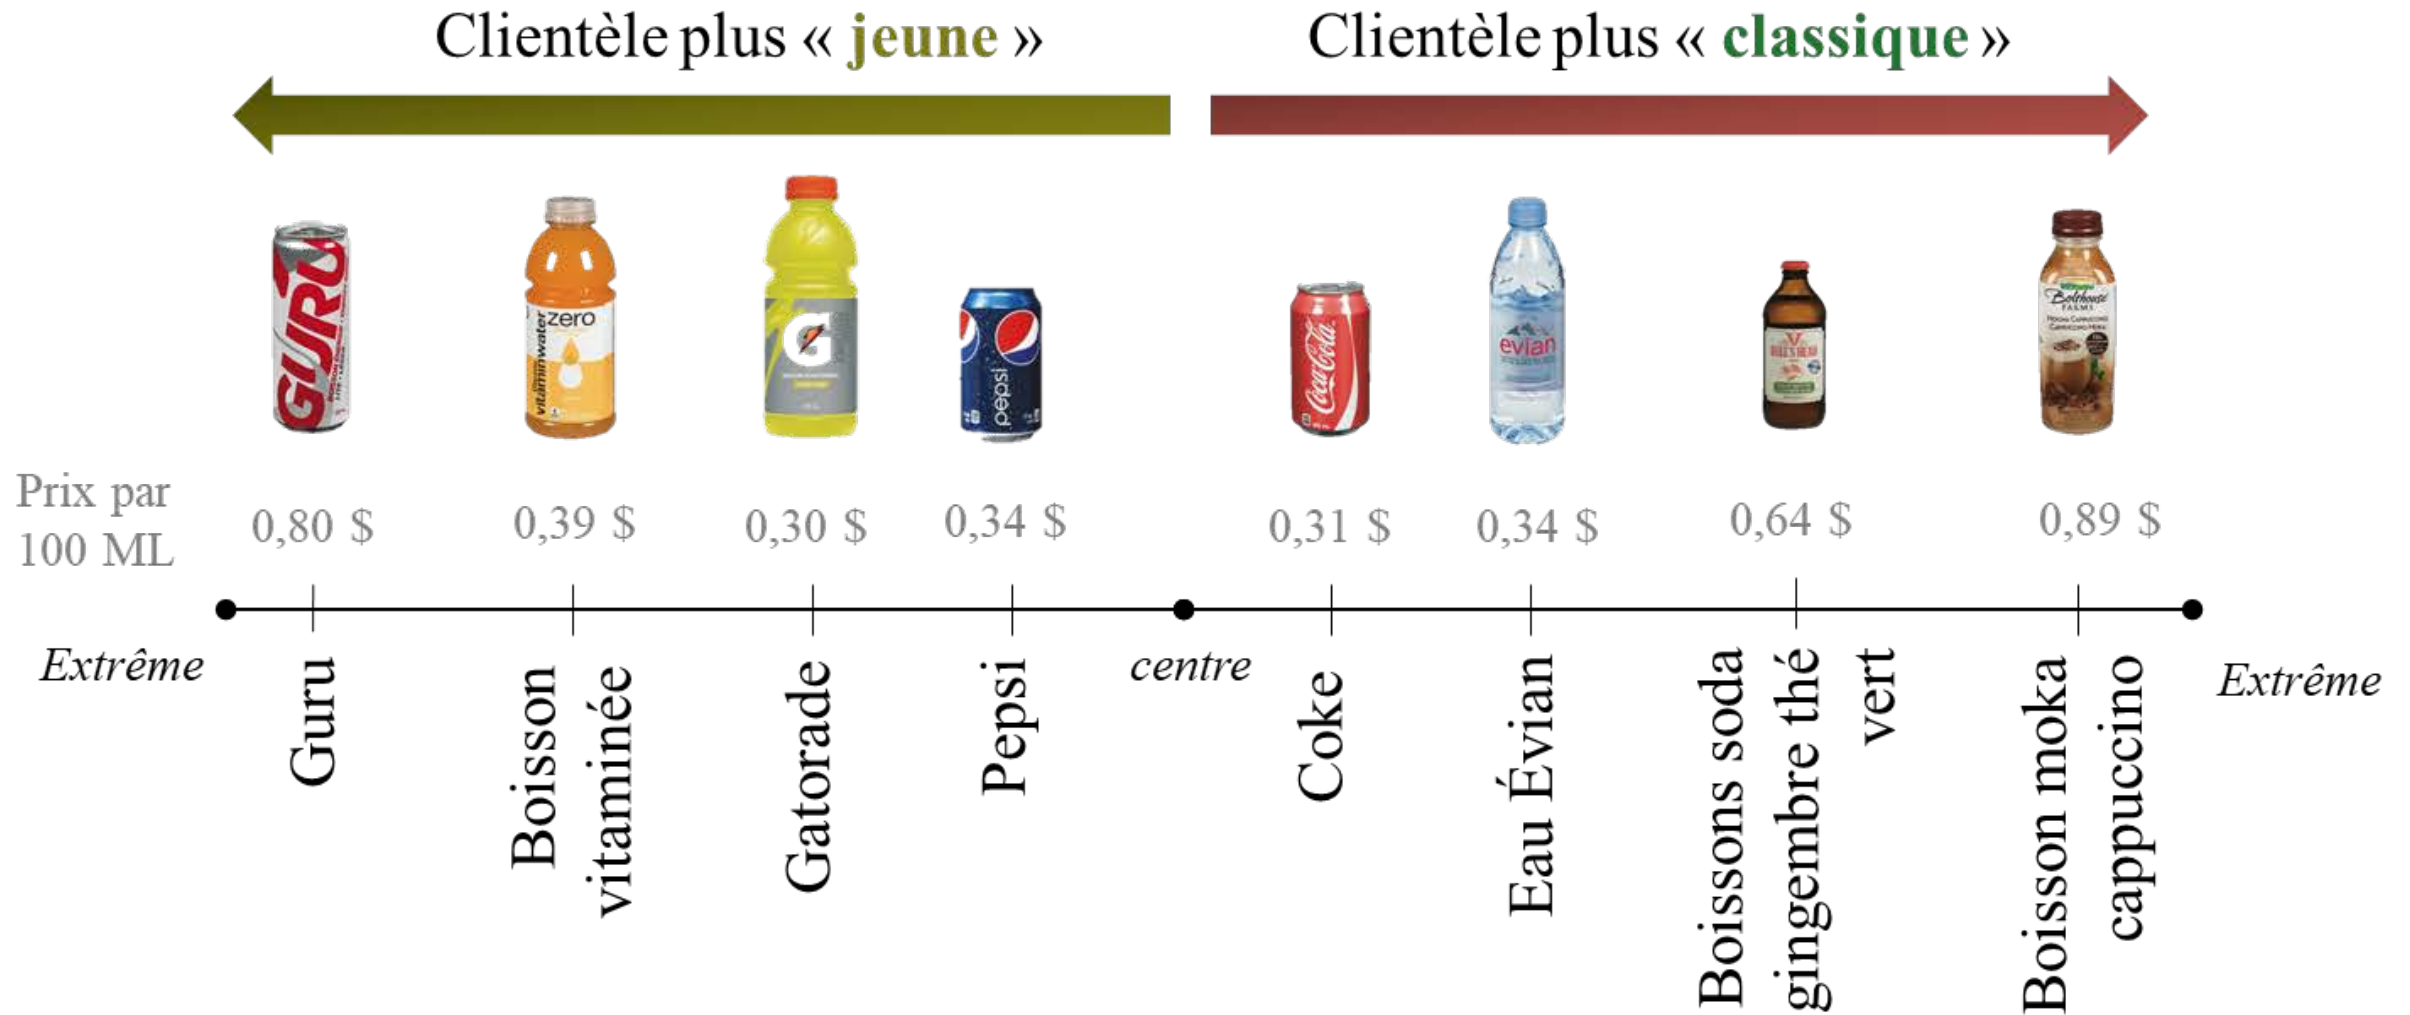 Clientèle plus « jeune »
Clientèle plus « classique »
GURU
vitaminwater
zero
G
pepsi
Coca-Cola
evian
Bolthouse
FARMS
Prix par
100 ML
0,80 $
0,39 $
0,30 $
0,34 $
0,31 $
0,34 $
0,64 $
0,89 $
Extrême
centre
Extrême
Guru
Boisson
vitaminée
Gatorade
Pepsi
Coke
Eau Évian
Boissons soda
gingembre thé
vert
Boisson moka
cappuccino